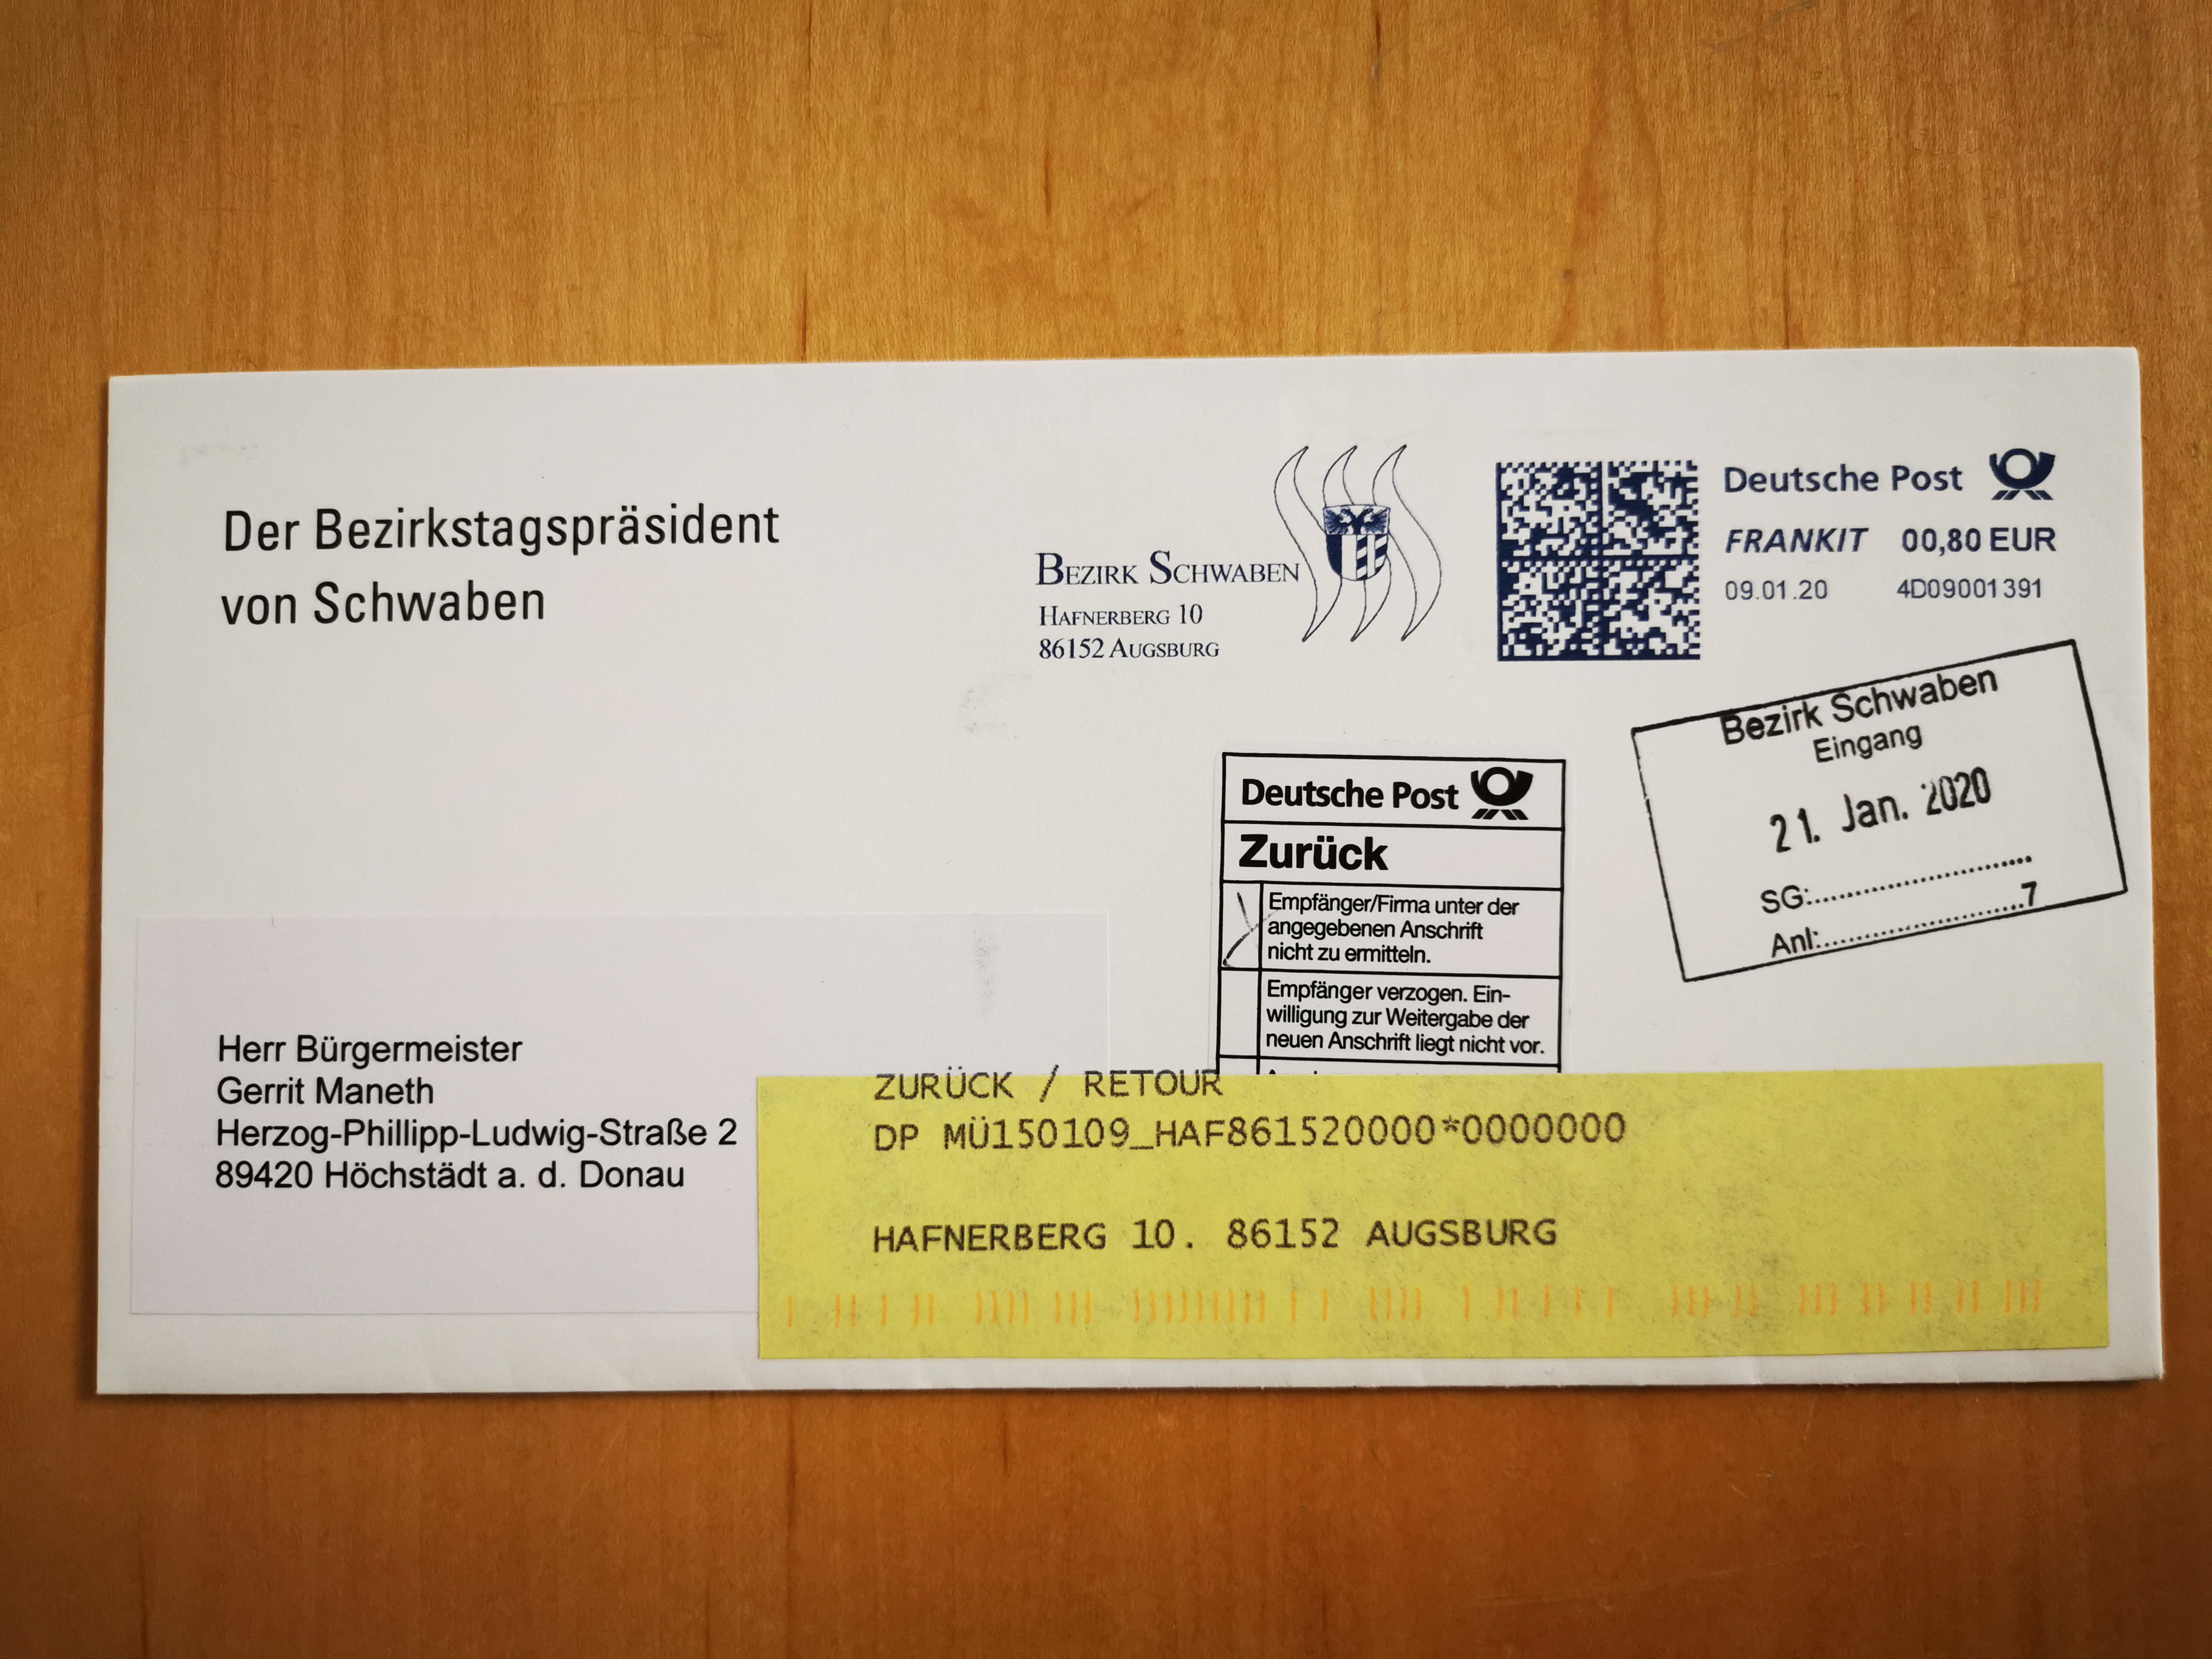 Der Bezirkstagspräsident
von Schwaben
BEZIRK SCHWABEN
HAFNERBERG 10
86152 AUGSBURG
Deutsche Post
FRANKIT 00,80 EUR
09.01.20 4D09001391
Bezirk Schwaben
Eingang
21. Jan. 2020
SG:..............................
Anl:..............................7
Deutsche Post
Zurück
Empfänger/Firma unter der
angegebenen Anschrift
nicht zu ermitteln.
Empfänger verzogen. Ein-
willigung zur Weitergabe der
neuen Anschrift liegt nicht vor.
Herr Bürgermeister
Gerrit Maneth
Herzog-Phillipp-Ludwig-Straße 2
89420 Höchstädt a. d. Donau
ZURÜCK / RETOUR
DP MÜ150109_HAF861520000*0000000
HAFNERBERG 10. 86152 AUGSBURG